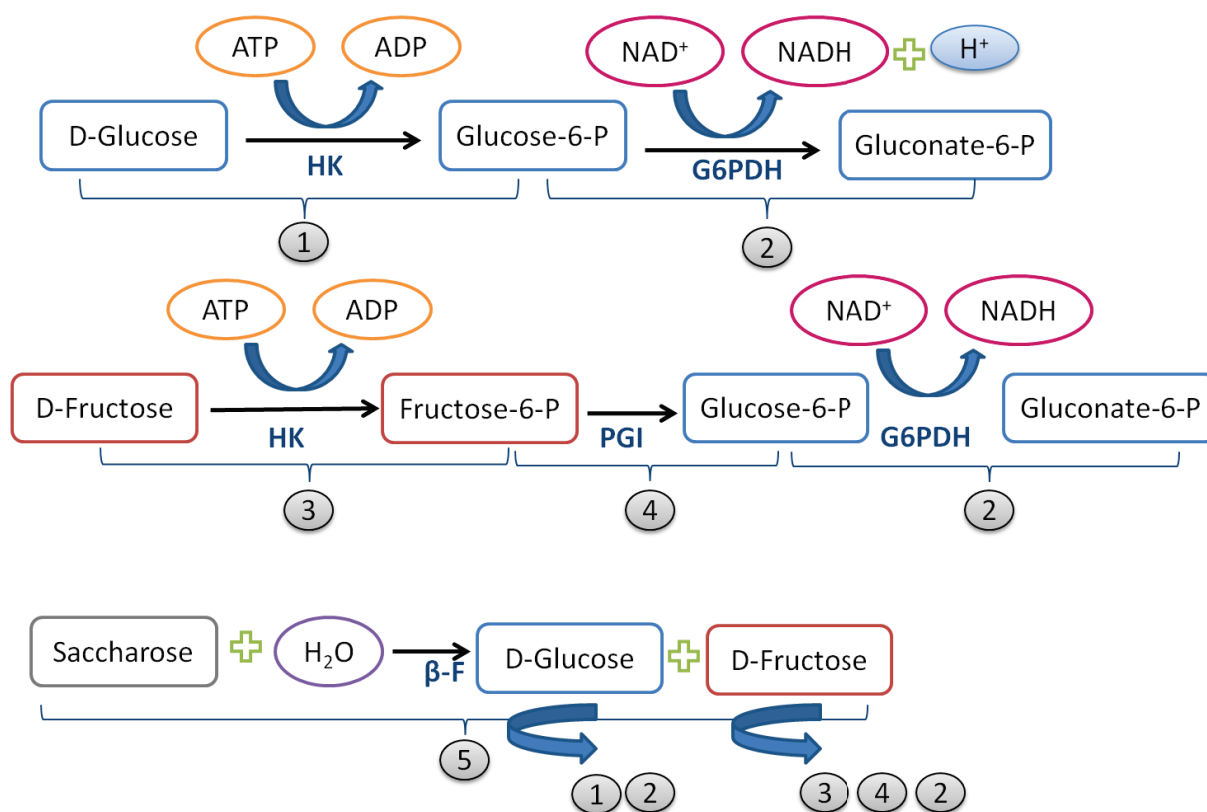 ATP
ADP
NAD⁺
NADH
H⁺
D-Glucose
HK
Glucose-6-P
G6PDH
Gluconate-6-P
1
2
ATP
ADP
NAD⁺
NADH
D-Fructose
HK
Fructose-6-P
PGI
Glucose-6-P
G6PDH
Gluconate-6-P
3
4
2
Saccharose
H₂O
β-F
D-Glucose
D-Fructose
5
1
2
3
4
2